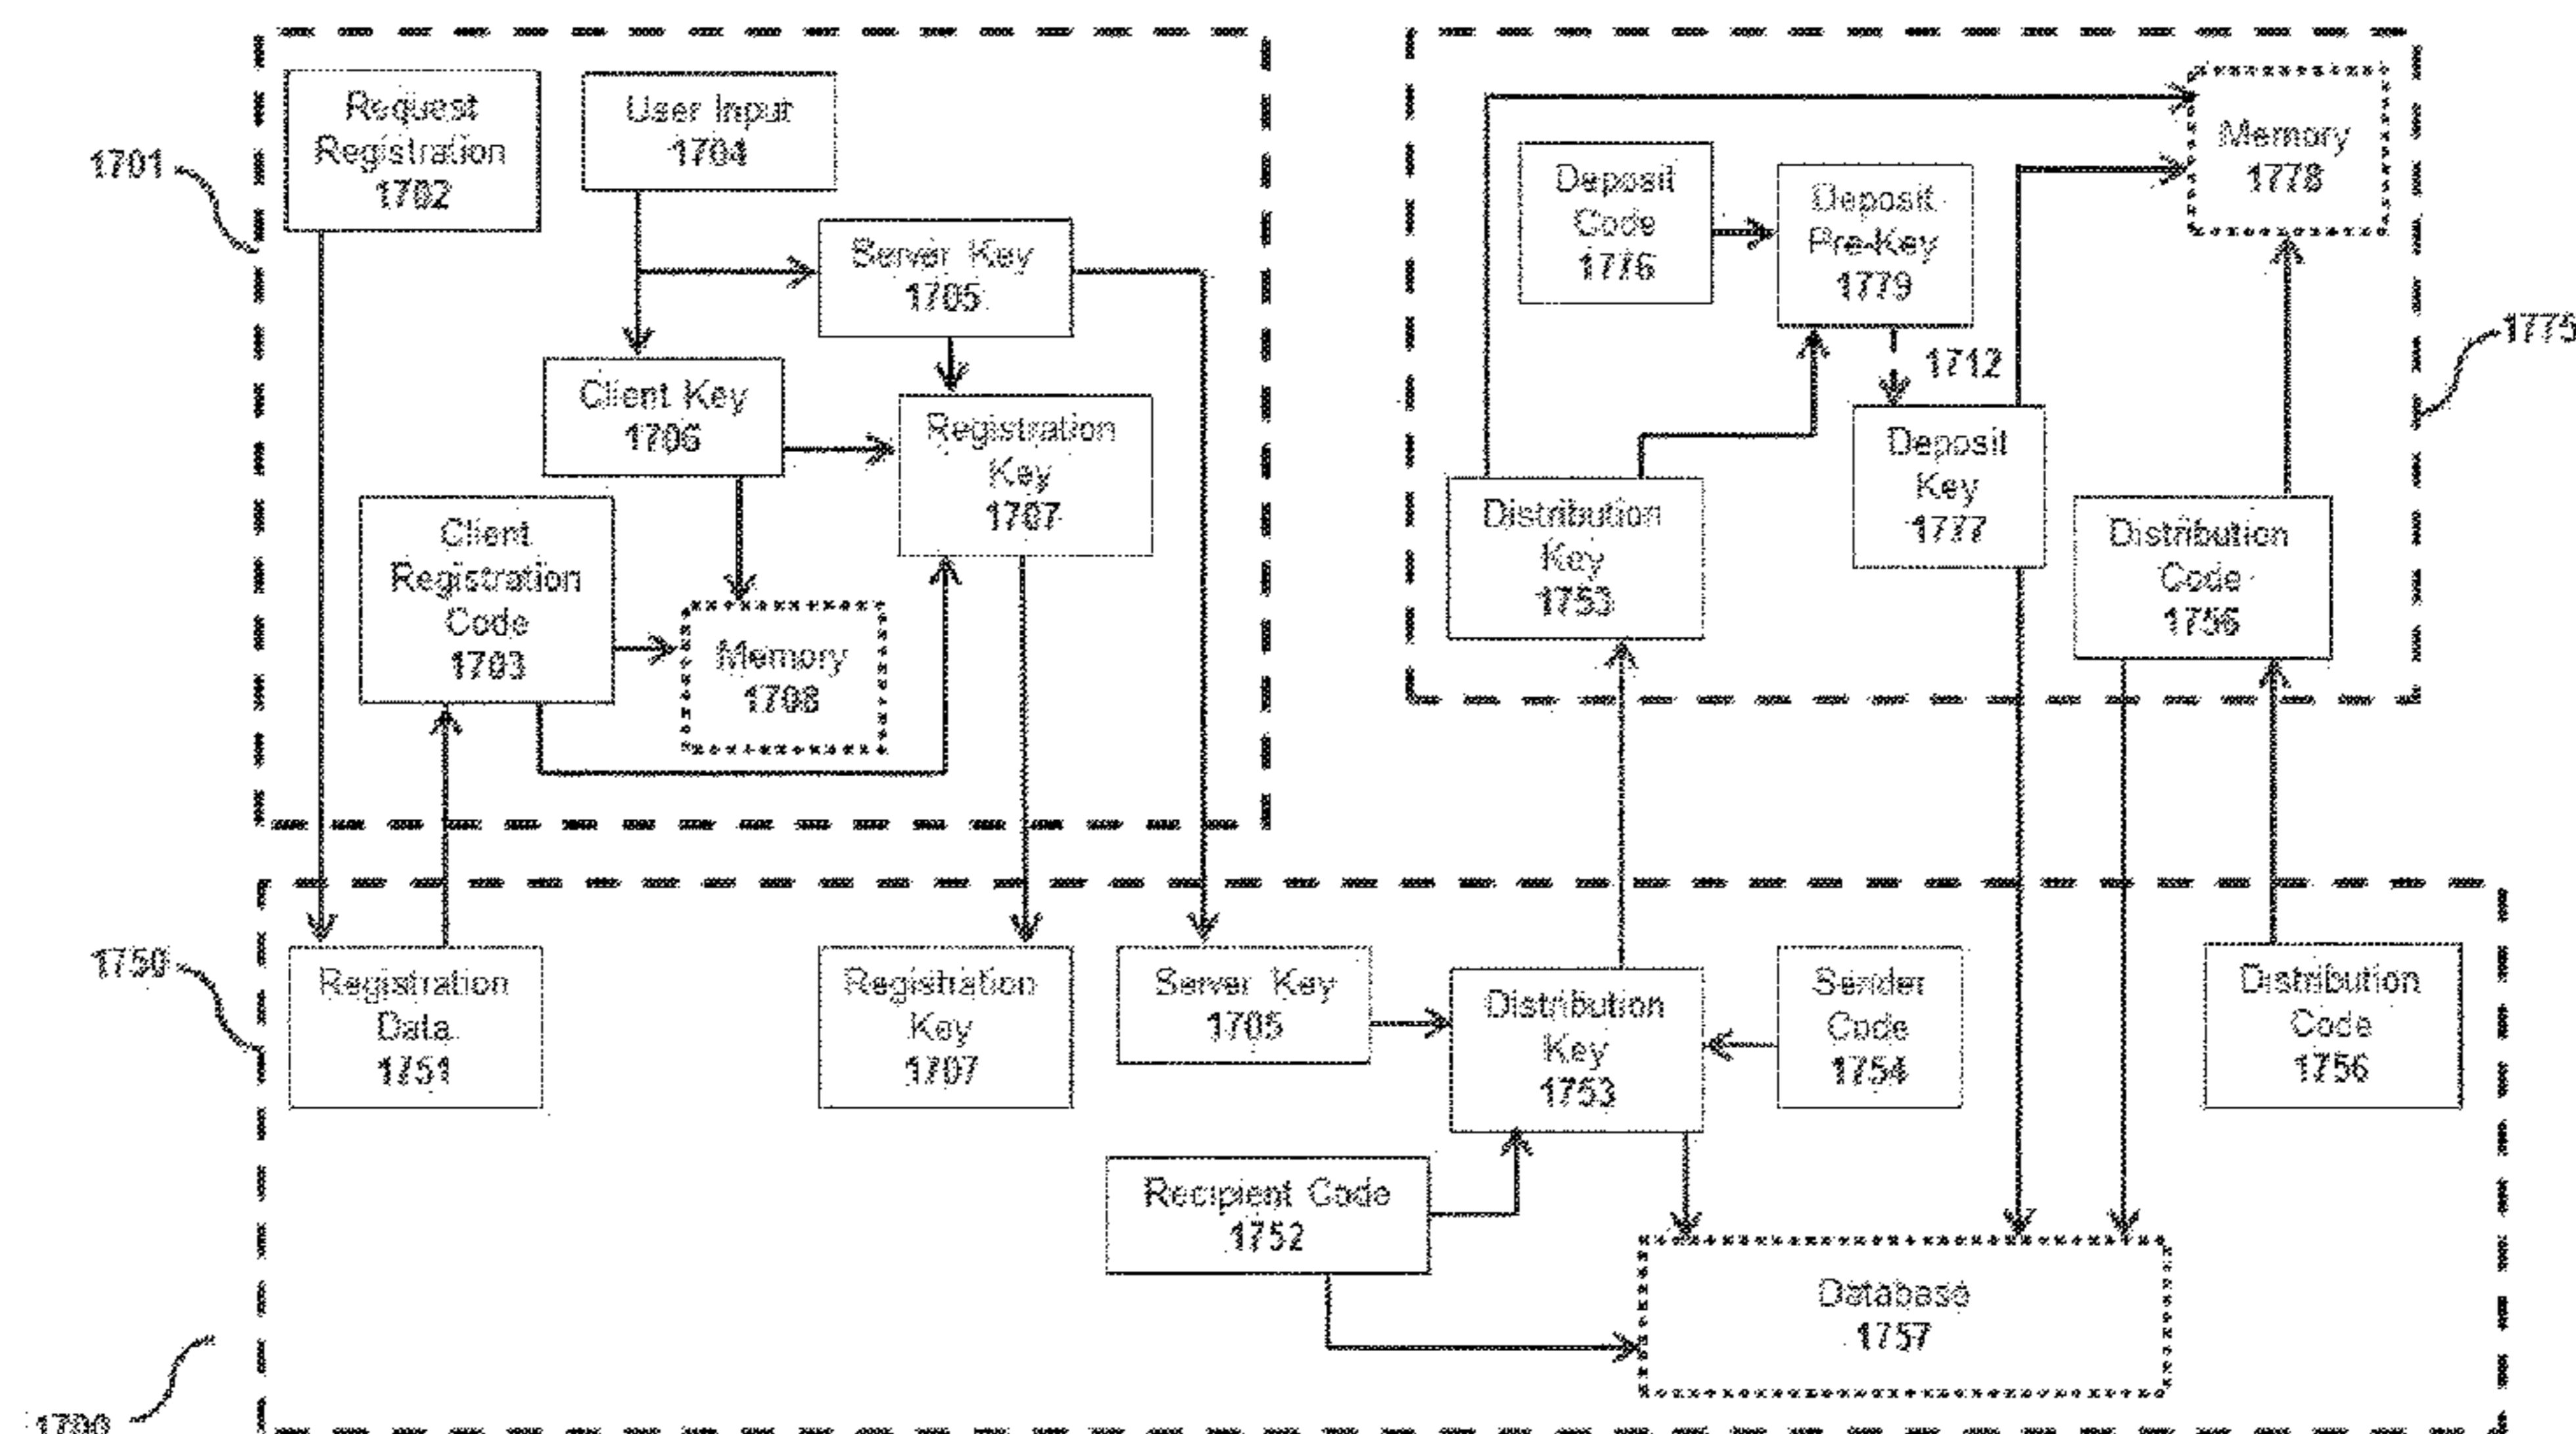 1701
Request
Registration
1702
User Input
1704
Server Key
1705
Client Key
1706
Registration
Key
1707
Client
Registration
Code
1703
Memory
1708
Memory
1778
Deposit
Code
1776
Deposit
Pre-Key
1779
1712
1775
Deposit
Key
1777
Distribution
Key
1753
Distribution
Code
1756
1750
Registration
Data
1751
Registration
Key
1707
Server Key
1705
Distribution
Key
1753
Sender
Code
1754
Distribution
Code
1756
Recipient Code
1752
Database
1757
1700